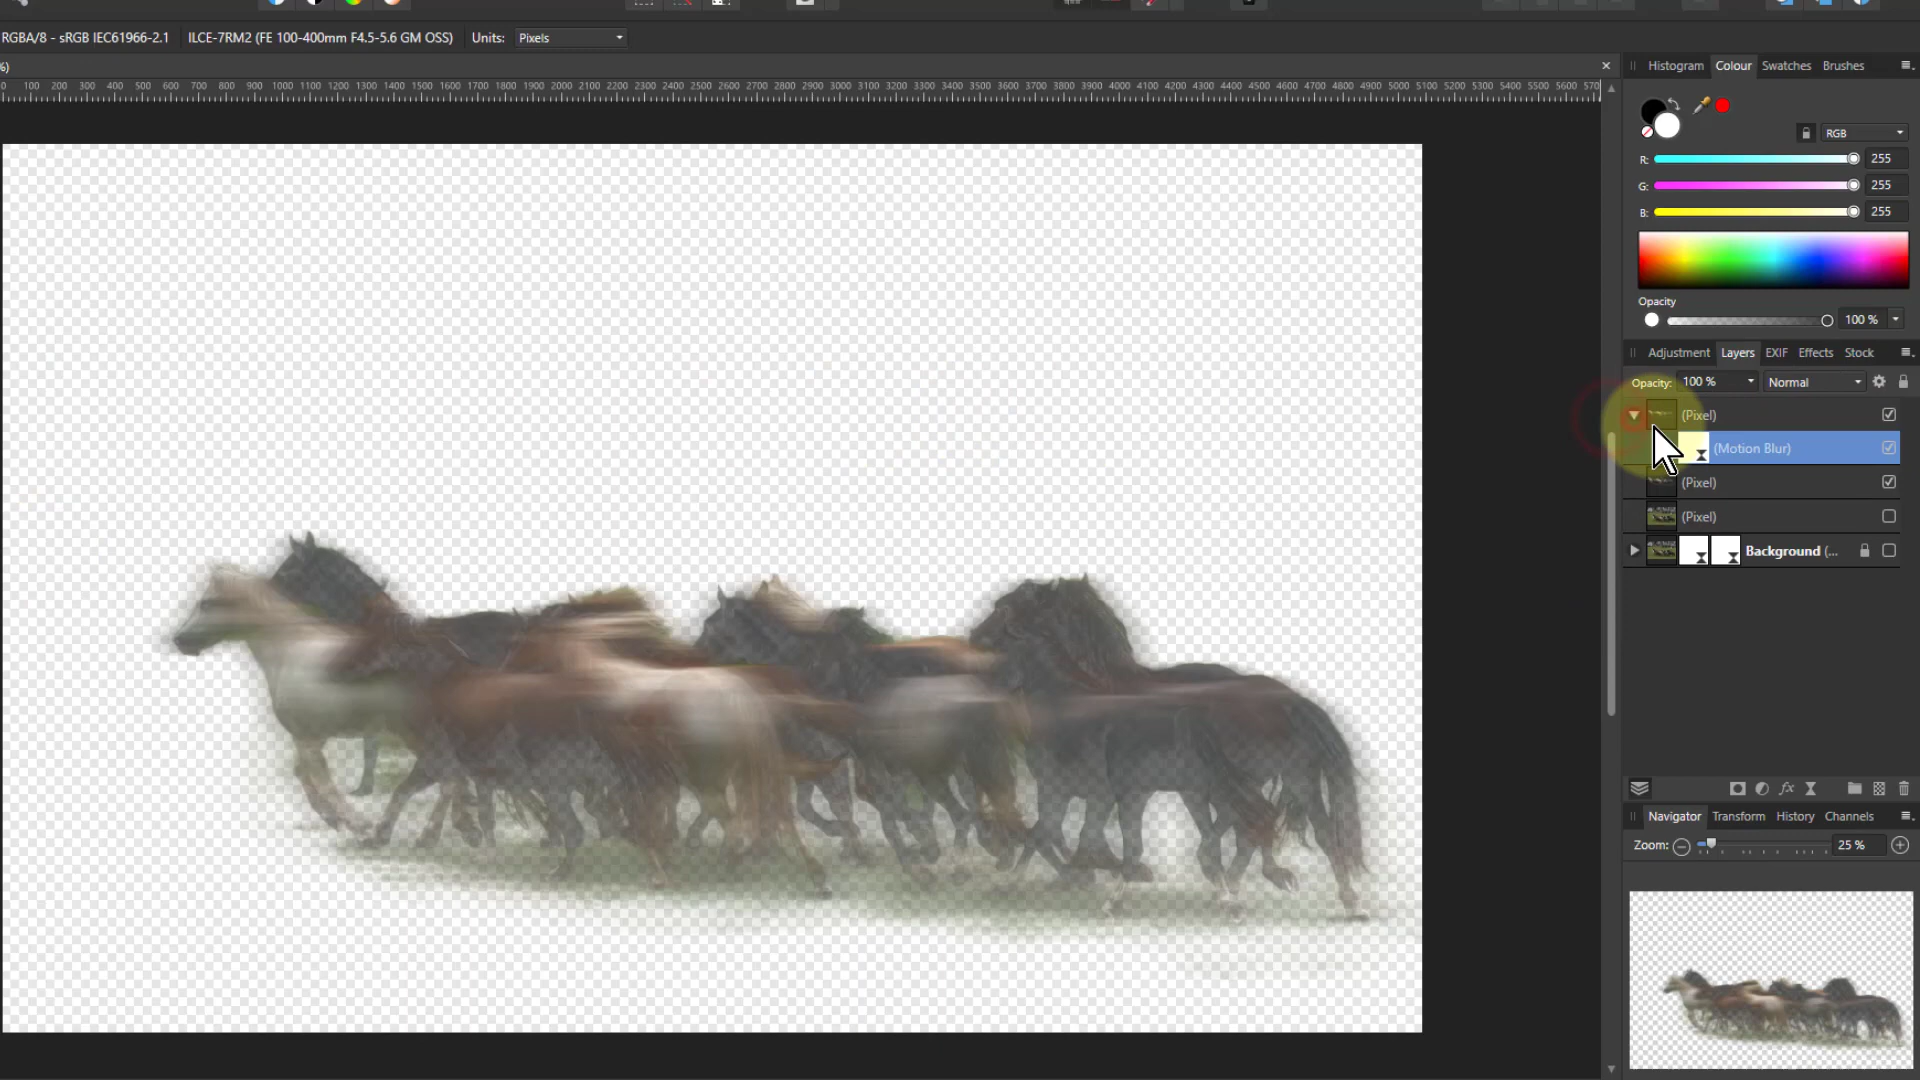 RGBA/8 - sRGB IEC61966-2.1 ILCE-7RM2 (FE 100-400mm F4.5-5.6 GM OSS) Units: Pixels
%)
0 100 200 300 400 500 600 700 800 900 1000 1100 1200 1300 1400 1500 1600 1700 1800 1900 2000 2100 2200 2300 2400 2500 2600 2700 2800 2900 3000 3100 3200 3300 3400 3500 3600 3700 3800 3900 4000 4100 4200 4300 4400 4500 4600 4700 4800 4900 5000 5100 5200 5300 5400 5500 5600 570
Histogram Colour Swatches Brushes
RGB
R: 255
G: 255
B: 255
Opacity
100 %
Adjustment Layers EXIF Effects Stock
Opacity: 100 % Normal
(Pixel)
(Motion Blur)
(Pixel)
(Pixel)
Background (...
fx
Navigator Transform History Channels
Zoom: 25 %